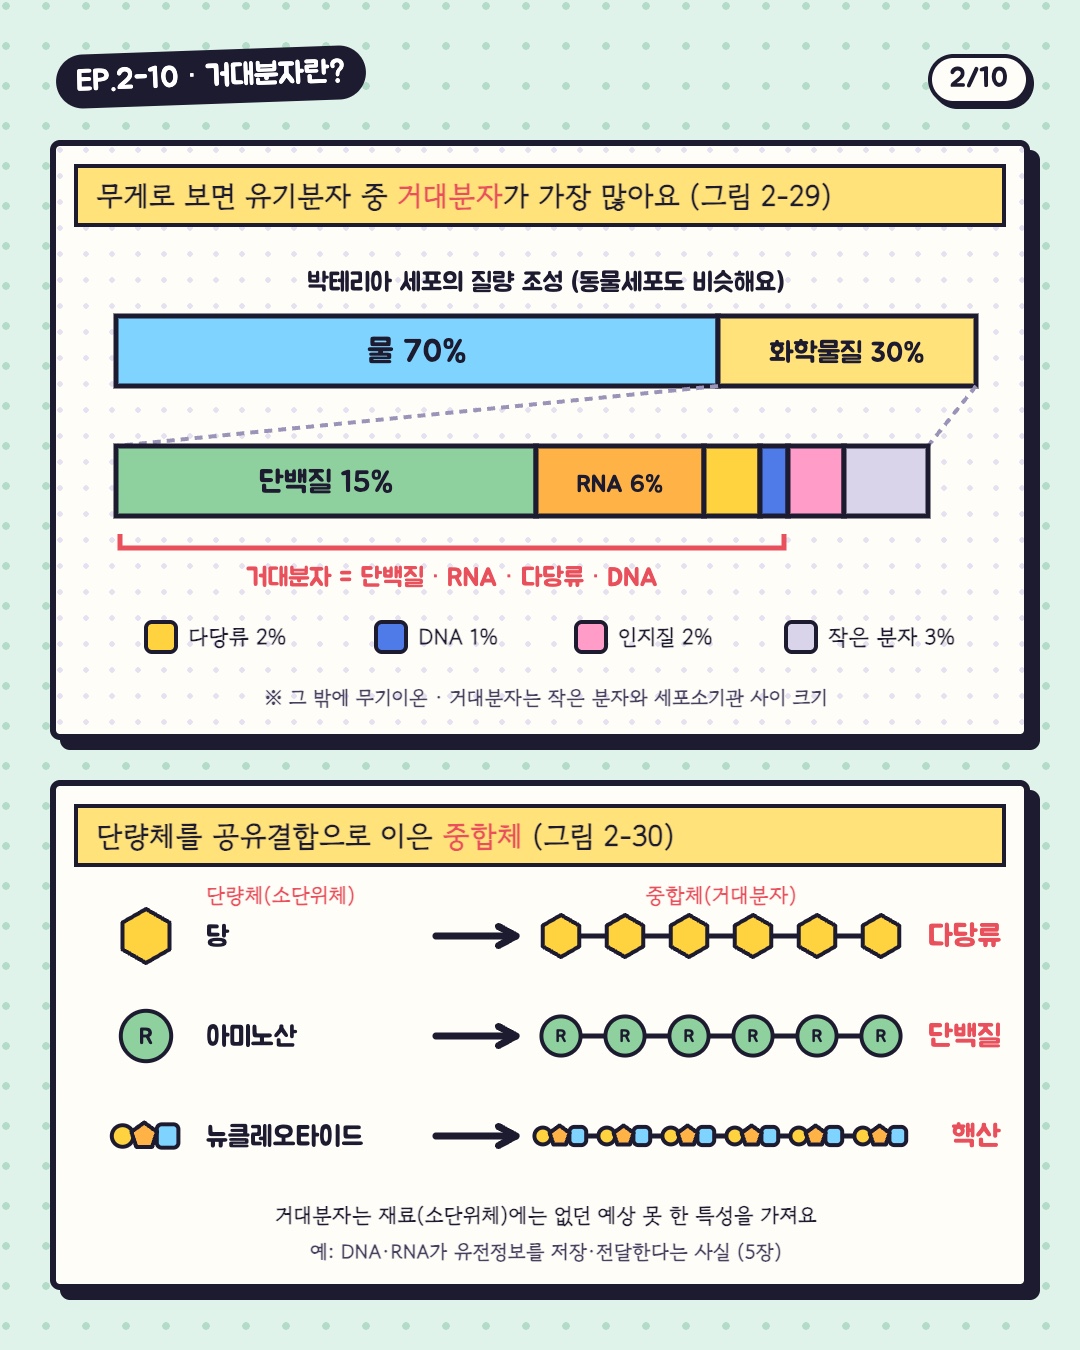 EP.2-10 · 거대분자란?
2/10
무게로 보면 유기분자 중 거대분자가 가장 많아요 (그림 2-29)
박테리아 세포의 질량 조성 (동물세포도 비슷해요)
물 70%
화학물질 30%
단백질 15%
RNA 6%
거대분자 = 단백질 · RNA · 다당류 · DNA
다당류 2%
DNA 1%
인지질 2%
작은 분자 3%
※ 그 밖에 무기이온 · 거대분자는 작은 분자와 세포소기관 사이 크기
단량체를 공유결합으로 이은 중합체 (그림 2-30)
단량체(소단위체)
중합체(거대분자)
당
다당류
R
아미노산
R R R R R R
단백질
뉴클레오타이드
핵산
거대분자는 재료(소단위체)에는 없던 예상 못 한 특성을 가져요
예: DNA·RNA가 유전정보를 저장·전달한다는 사실 (5장)